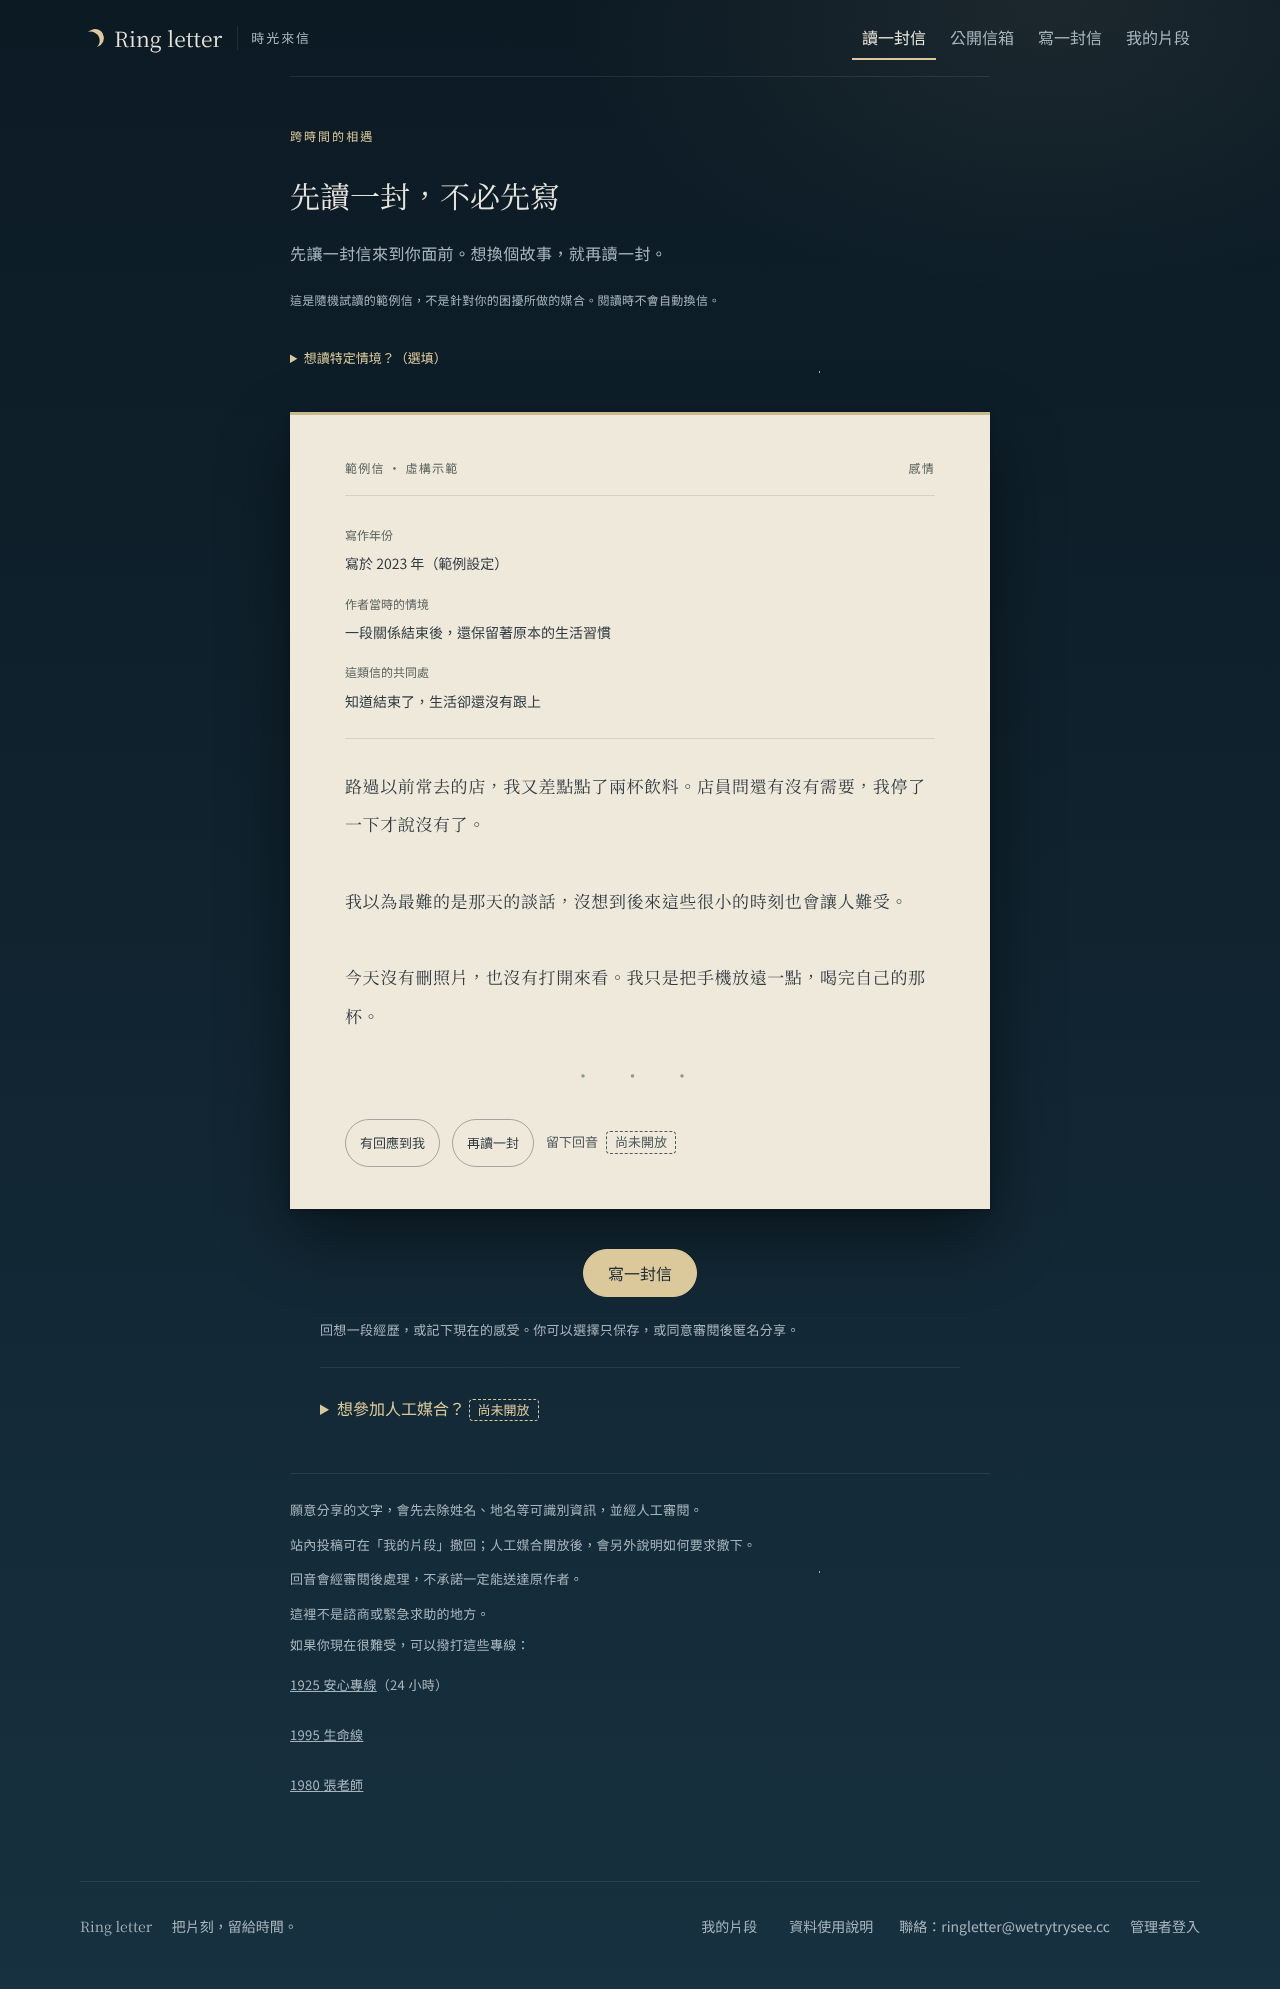 Ring letter 時光來信
讀一封信 公開信箱 寫一封信 我的片段
跨時間的相遇
先讀一封，不必先寫
先讓一封信來到你面前。想換個故事，就再讀一封。
這是隨機試讀的範例信，不是針對你的困擾所做的媒合。閱讀時不會自動換信。
▶ 想讀特定情境？（選填）
範例信 · 虛構示範 感情
寫作年份
寫於 2023 年（範例設定）
作者當時的情境
一段關係結束後，還保留著原本的生活習慣
這類信的共同處
知道結束了，生活卻還沒有跟上
路過以前常去的店，我又差點點了兩杯飲料。店員問還有沒有需要，我停了
一下才說沒有了。
我以為最難的是那天的談話，沒想到後來這些很小的時刻也會讓人難受。
今天沒有刪照片，也沒有打開來看。我只是把手機放遠一點，喝完自己的那
杯。
· · ·
有回應到我 再讀一封 留下回音 尚未開放
寫一封信
回想一段經歷，或記下現在的感受。你可以選擇只保存，或同意審閱後匿名分享。
▶ 想參加人工媒合？ 尚未開放
願意分享的文字，會先去除姓名、地名等可識別資訊，並經人工審閱。
站內投稿可在「我的片段」撤回；人工媒合開放後，會另外說明如何要求撤下。
回音會經審閱後處理，不承諾一定能送達原作者。
這裡不是諮商或緊急求助的地方。
如果你現在很難受，可以撥打這些專線：
1925 安心專線（24 小時）
1995 生命線
1980 張老師
Ring letter 把片刻，留給時間。
我的片段 資料使用說明 聯絡：ringletter@wetrytrysee.cc 管理者登入